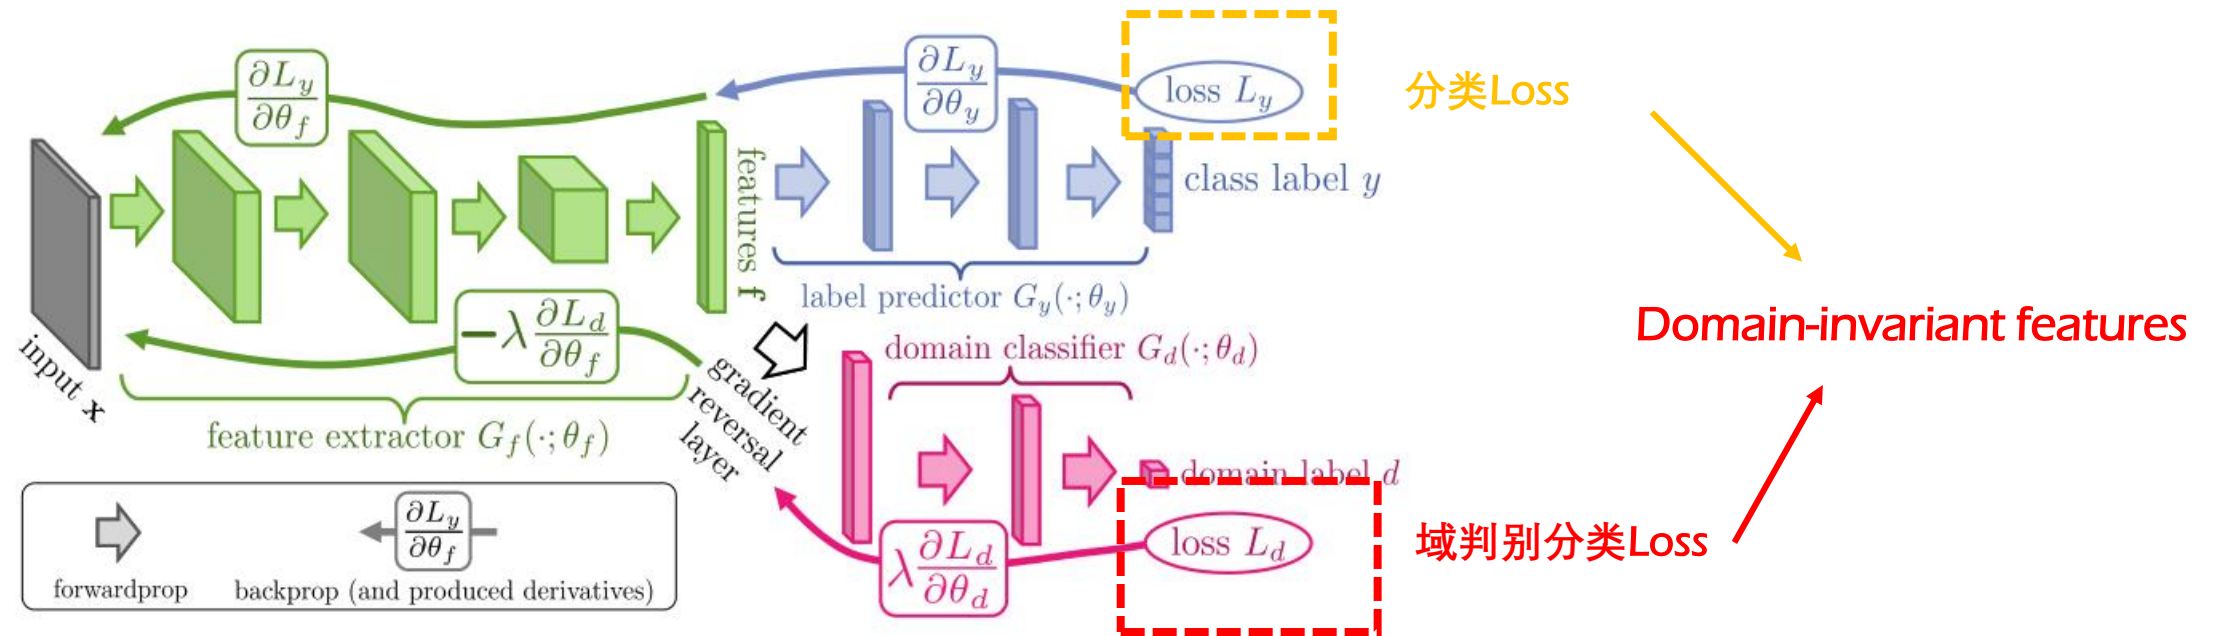 ∂L_y
∂θ_f
∂L_y
∂θ_y
loss L_y
分类Loss
features f
class label y
label predictor G_y(·; θ_y)
Domain-invariant features
−λ ∂L_d
∂θ_f
input x
domain classifier G_d(·; θ_d)
gradient
reversal
layer
feature extractor G_f(·; θ_f)
domain label d
loss L_d
域判别分类Loss
λ ∂L_d
∂θ_d
∂L_y
∂θ_f
forwardprop
backprop (and produced derivatives)